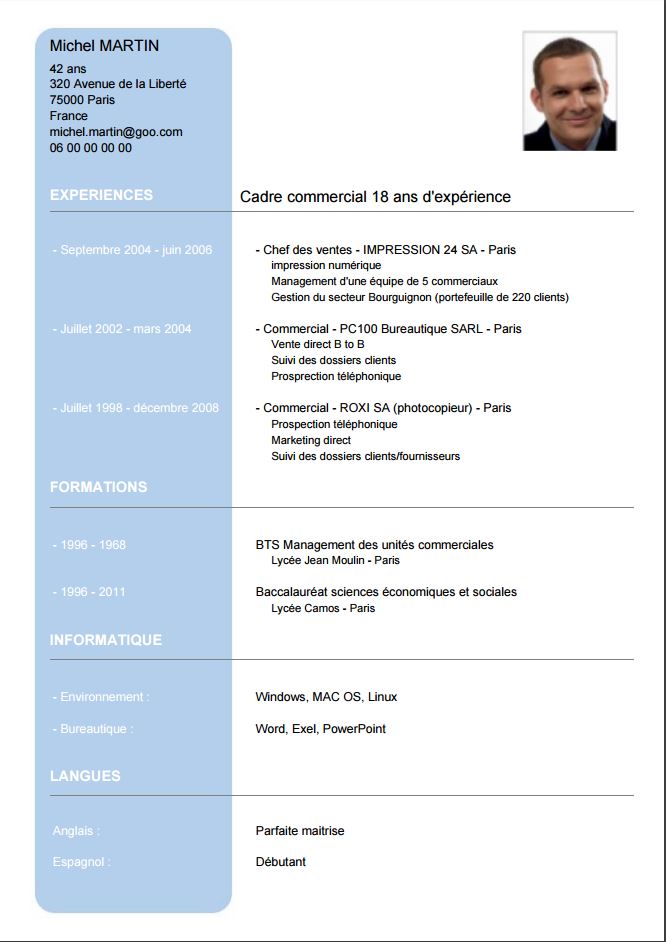 Michel MARTIN
42 ans
320 Avenue de la Liberté
75000 Paris
France
michel.martin@goo.com
06 00 00 00 00
EXPERIENCES Cadre commercial 18 ans d'expérience
- Septembre 2004 - juin 2006 - Chef des ventes - IMPRESSION 24 SA - Paris
impression numérique
Management d'une équipe de 5 commerciaux
Gestion du secteur Bourguignon (portefeuille de 220 clients)
- Juillet 2002 - mars 2004 - Commercial - PC100 Bureautique SARL - Paris
Vente direct B to B
Suivi des dossiers clients
Prosprection téléphonique
- Juillet 1998 - décembre 2008 - Commercial - ROXI SA (photocopieur) - Paris
Prospection téléphonique
Marketing direct
Suivi des dossiers clients/fournisseurs
FORMATIONS
- 1996 - 1968 BTS Management des unités commerciales
Lycée Jean Moulin - Paris
- 1996 - 2011 Baccalauréat sciences économiques et sociales
Lycée Camos - Paris
INFORMATIQUE
- Environnement : Windows, MAC OS, Linux
- Bureautique : Word, Exel, PowerPoint
LANGUES
Anglais : Parfaite maitrise
Espagnol : Débutant